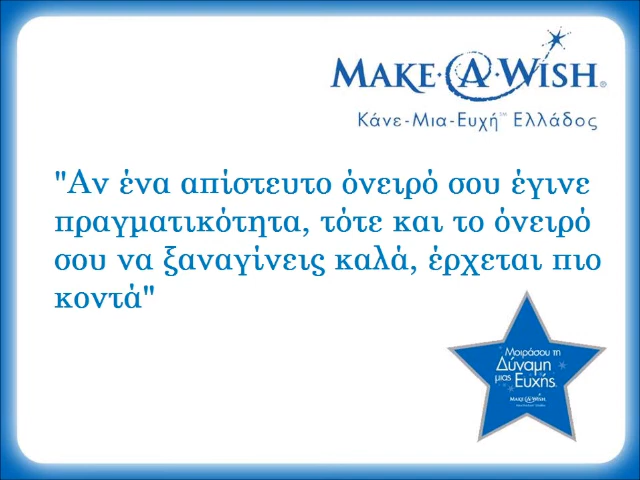 MAKE·A·WISH®
Κάνε-Μια-Ευχή℠ Ελλάδος
"Αν ένα απίστευτο όνειρό σου έγινε
πραγματικότητα, τότε και το όνειρό
σου να ξαναγίνεις καλά, έρχεται πιο
κοντά"
Μοιράσου τη
Δύναμη
μιας Ευχής
MAKE·A·WISH